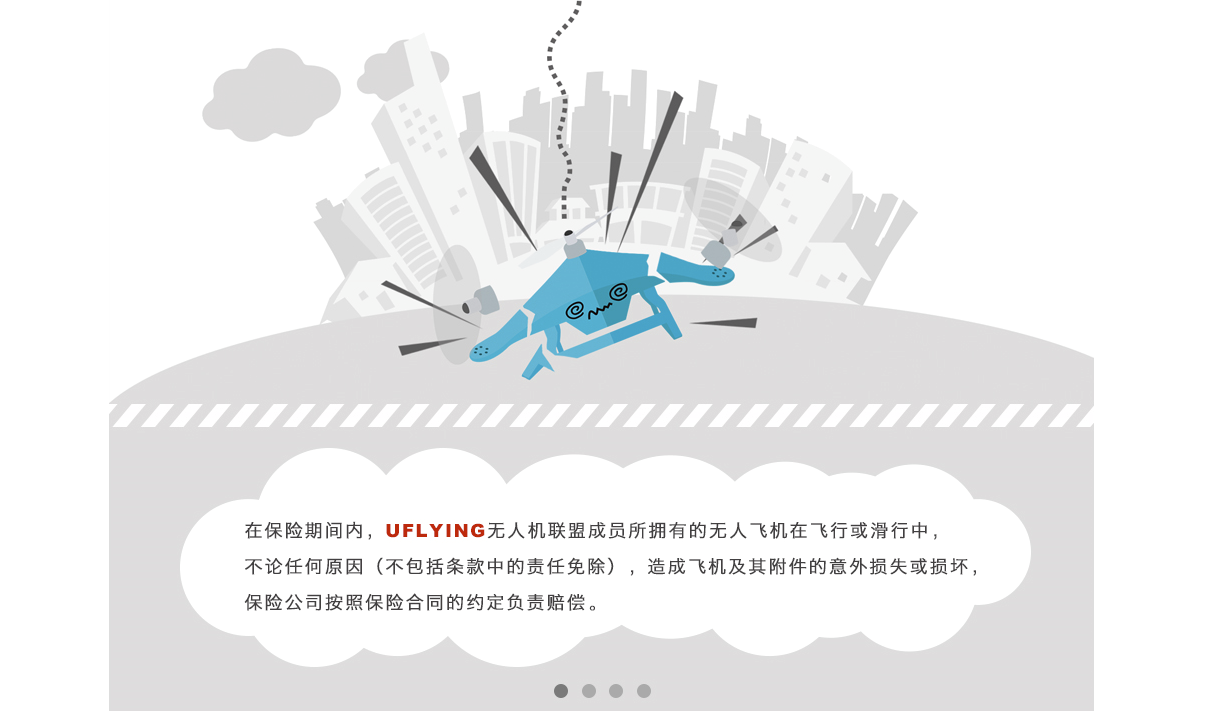 在保险期间内，UFLYING无人机联盟成员所拥有的无人飞机在飞行或滑行中，
不论任何原因（不包括条款中的责任免除），造成飞机及其附件的意外损失或损坏，
保险公司按照保险合同的约定负责赔偿。